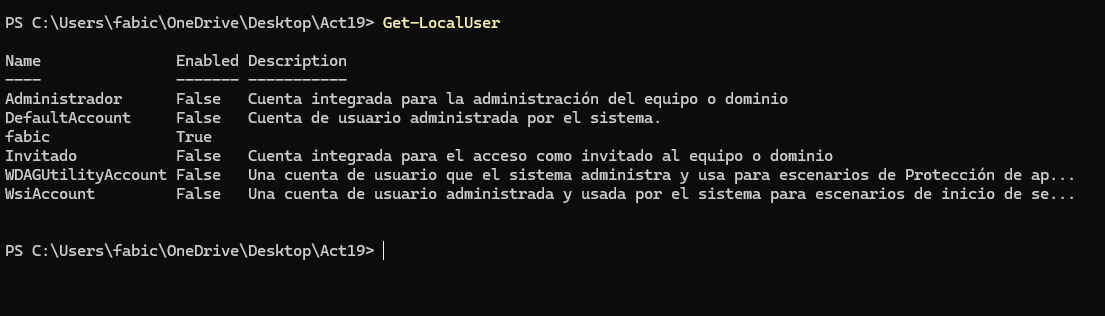 PS C:\Users\fabic\OneDrive\Desktop\Act19> Get-LocalUser
Name Enabled Description
---- ------- -----------
Administrador False Cuenta integrada para la administración del equipo o dominio
DefaultAccount False Cuenta de usuario administrada por el sistema.
fabic True
Invitado False Cuenta integrada para el acceso como invitado al equipo o dominio
WDAGUtilityAccount False Una cuenta de usuario que el sistema administra y usa para escenarios de Protección de ap...
WsiAccount False Una cuenta de usuario administrada y usada por el sistema para escenarios de inicio de se...
PS C:\Users\fabic\OneDrive\Desktop\Act19>